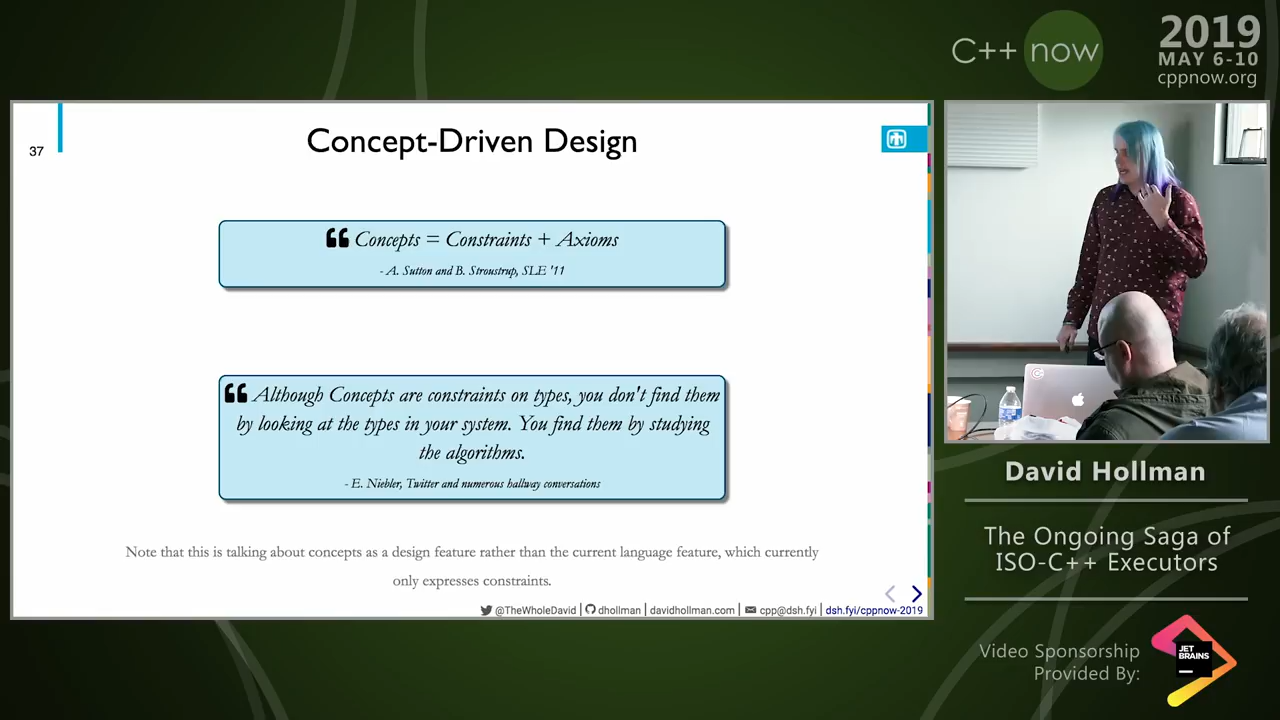 C++ now
2019
MAY 6-10
cppnow.org
37
Concept-Driven Design
❝ Concepts = Constraints + Axioms
- A. Sutton and B. Stroustrup, SLE '11
❝ Although Concepts are constraints on types, you don't find them
by looking at the types in your system. You find them by studying
the algorithms.
- E. Niebler, Twitter and numerous hallway conversations
Note that this is talking about concepts as a design feature rather than the current language feature, which currently
only expresses constraints.
@TheWholeDavid | dhollman | davidhollman.com | cpp@dsh.fyi | dsh.fyi/cppnow-2019
David Hollman
The Ongoing Saga of
ISO-C++ Executors
Video Sponsorship
Provided By:
JET
BRAINS